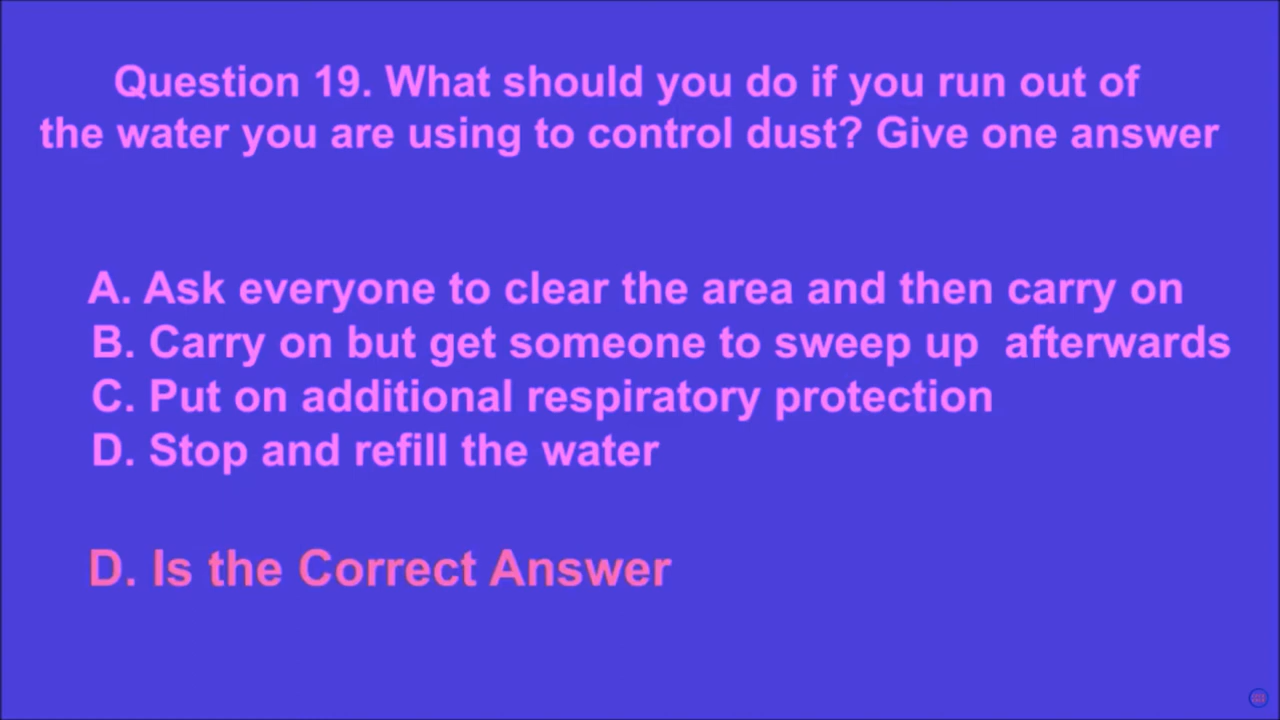 Question 19. What should you do if you run out of
the water you are using to control dust? Give one answer
A. Ask everyone to clear the area and then carry on
B. Carry on but get someone to sweep up  afterwards
C. Put on additional respiratory protection
D. Stop and refill the water
D. Is the Correct Answer